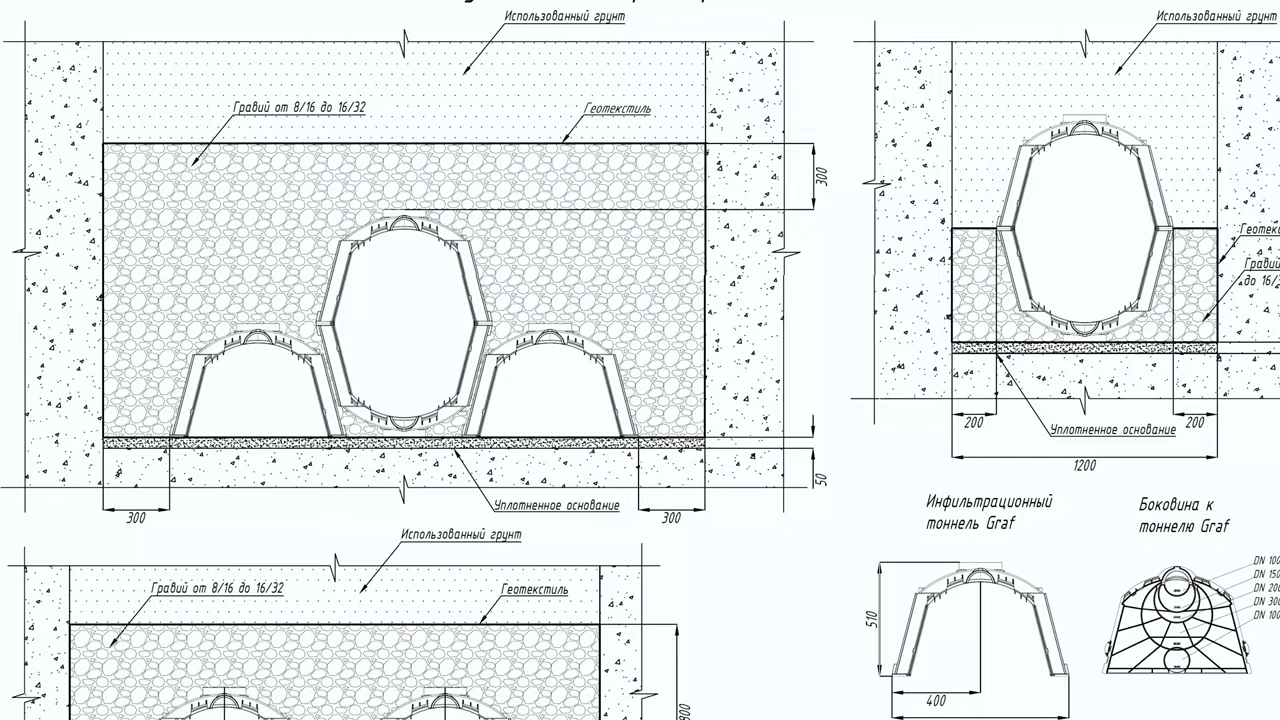 Использованный грунт
Гравий от 8/16 до 16/32
Геотекстиль
300
50
300
300
Уплотненное основание
Использованный грунт
200
200
Уплотненное основание
1200
Использованный грунт
Гравий от 8/16 до 16/32
Геотекстиль
Инфильтрационный
тоннель Graf
510
400
Боковина к
тоннелю Graf